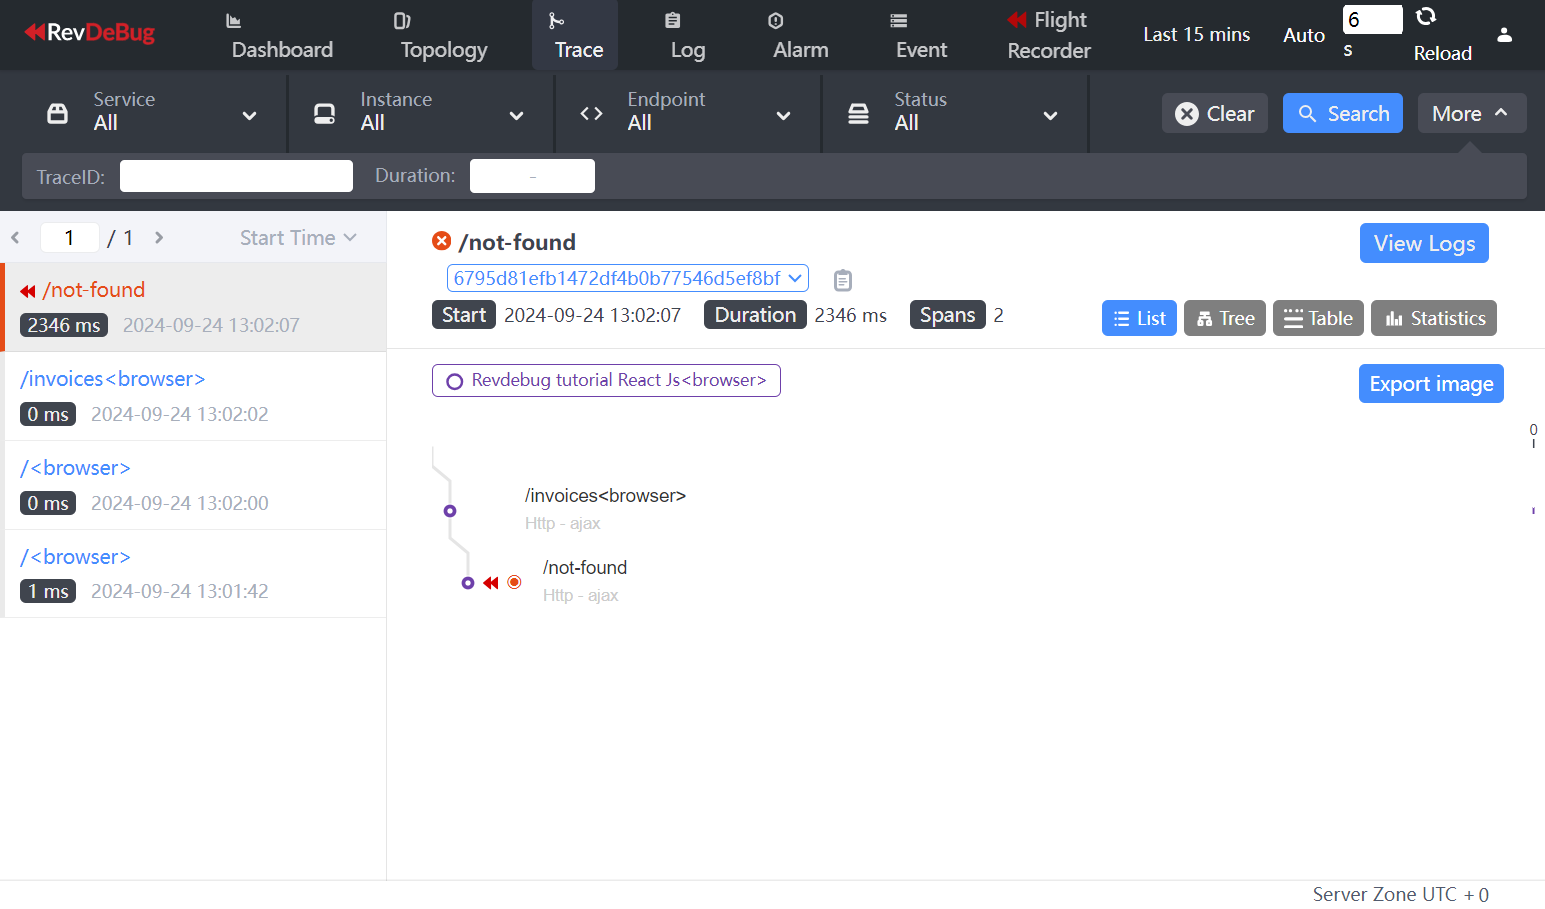 RevDeBug
Dashboard
Topology
Trace
Log
Alarm
Event
Flight
Recorder
Last 15 mins
Auto
6
s
Reload
Service
All
Instance
All
Endpoint
All
Status
All
Clear
Search
More
TraceID:
Duration:
-
1 / 1
Start Time
/not-found
2346 ms 2024-09-24 13:02:07
/invoices<browser>
0 ms 2024-09-24 13:02:02
/<browser>
0 ms 2024-09-24 13:02:00
/<browser>
1 ms 2024-09-24 13:01:42
/not-found
View Logs
6795d81efb1472df4b0b77546d5ef8bf
Start 2024-09-24 13:02:07 Duration 2346 ms Spans 2
List Tree Table Statistics
Revdebug tutorial React Js<browser>
Export image
0
/invoices<browser>
Http - ajax
/not-found
Http - ajax
Server Zone UTC + 0